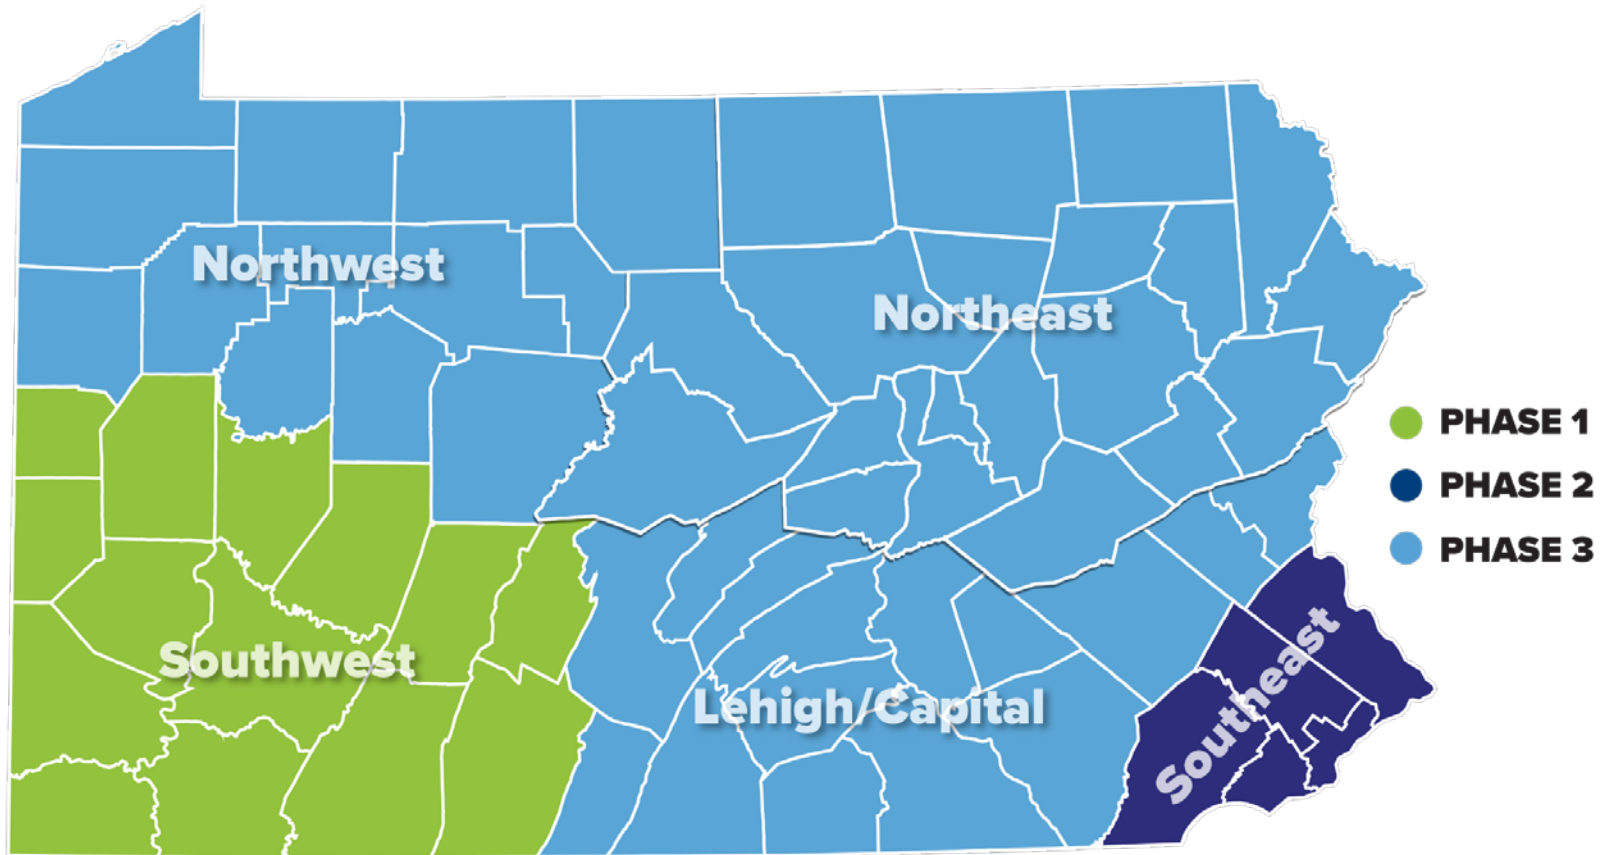 Northwest
Northeast
PHASE 1
PHASE 2
PHASE 3
Southwest
Lehigh/Capital
Southeast